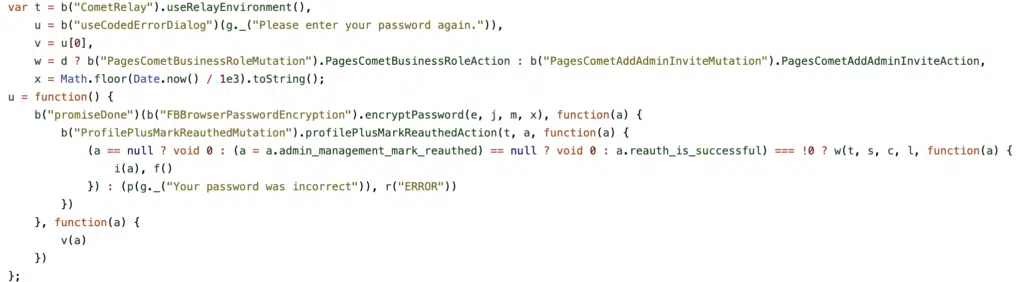 var t = b("CometRelay").useRelayEnvironment(),
u = b("useCodedErrorDialog")(g._("Please enter your password again.")),
v = u[0],
w = d ? b("PagesCometBusinessRoleMutation").PagesCometBusinessRoleAction : b("PagesCometAddAdminInviteMutation").PagesCometAddAdminInviteAction,
x = Math.floor(Date.now() / 1e3).toString();
u = function() {
b("promiseDone")(b("FBBrowserPasswordEncryption").encryptPassword(e, j, m, x), function(a) {
b("ProfilePlusMarkReauthedMutation").profilePlusMarkReauthedAction(t, a, function(a) {
(a == null ? void 0 : (a = a.admin_management_mark_reauthed) == null ? void 0 : a.reauth_is_successful) === !0 ? w(t, s, c, l, function(a) {
i(a), f()
}) : (p(g._("Your password was incorrect")), r("ERROR"))
})
}, function(a) {
v(a)
})
};